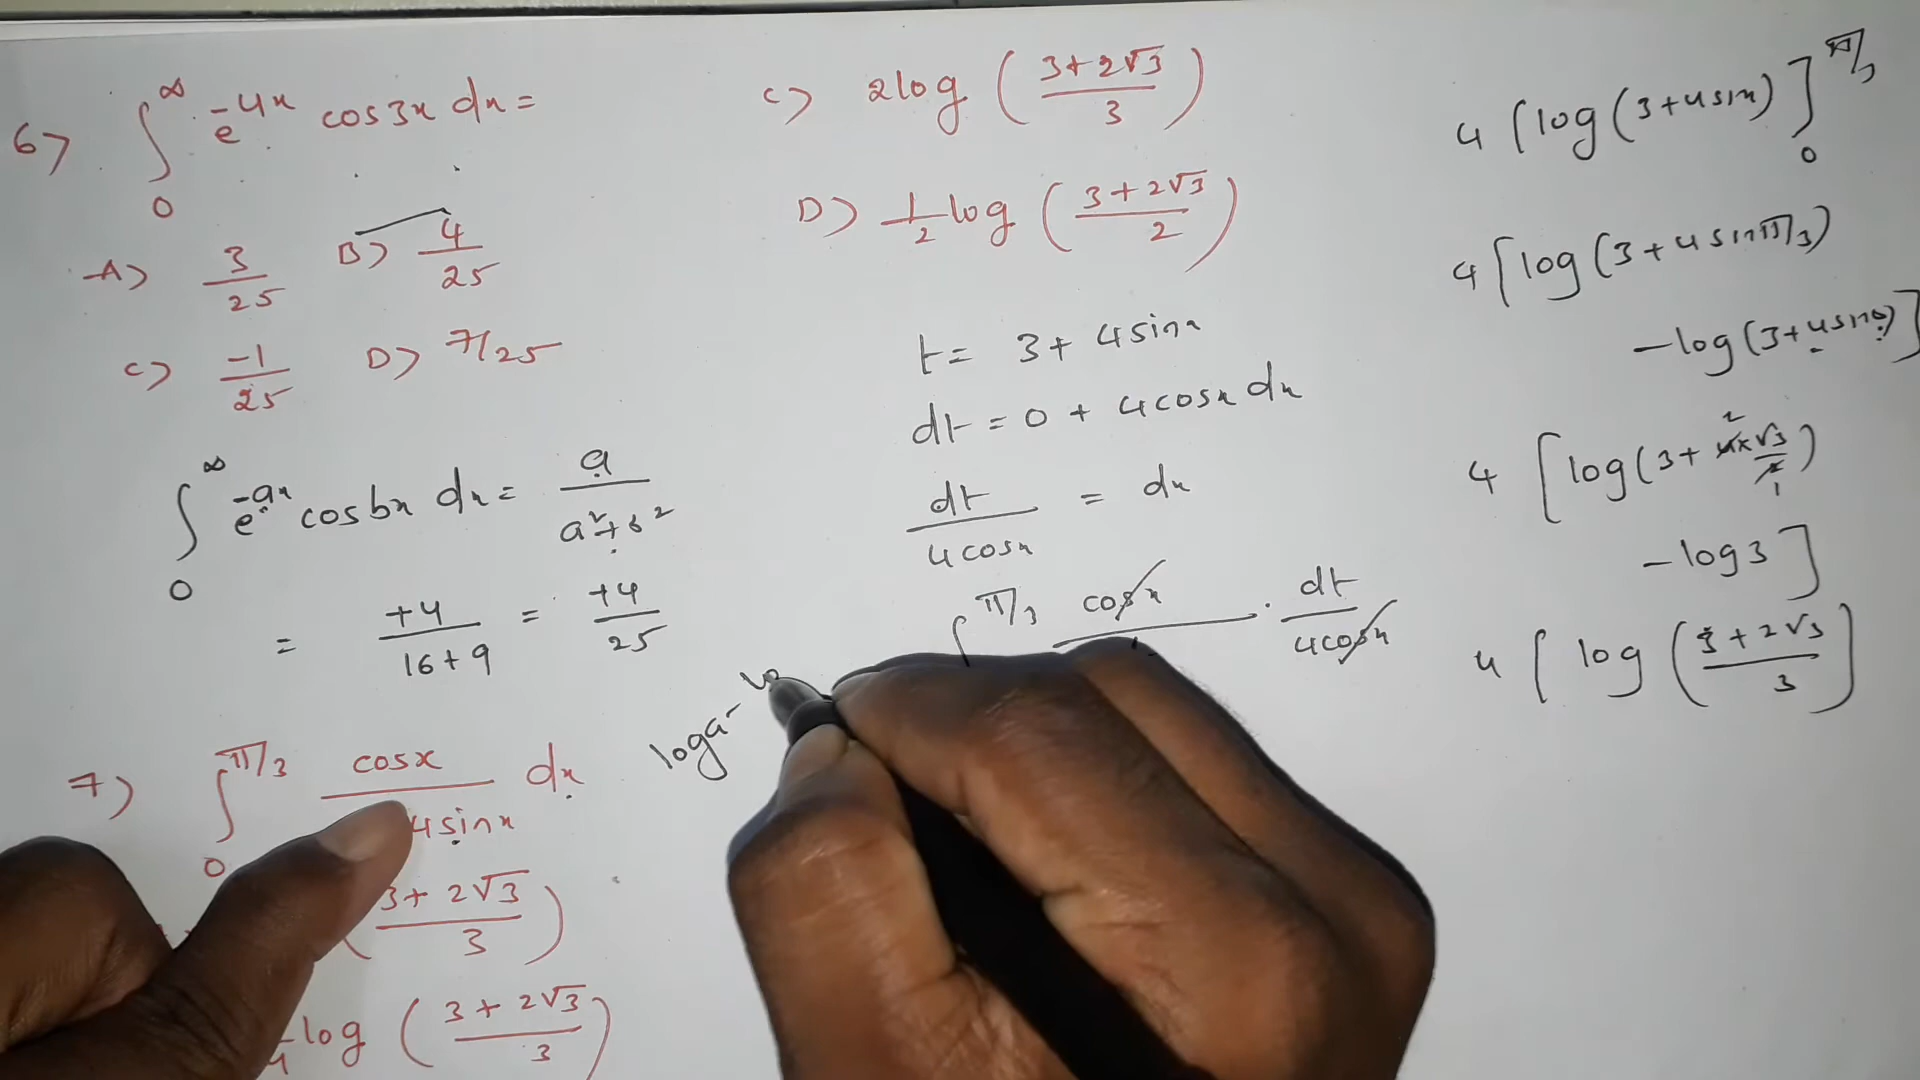 6) ∫₀^∞ e^-4x cos3x dx =
A) 3/25 B) 4/25
C) -1/25 D) 7/25
∫₀^∞ e^-ax cosbx dx = a/(a²+b²)
= +4/(16+9) = +4/25
7) ∫₀^π/3 cosx/ 4sinx dx
(3+2√3/3)
log (3+2√3/3)
C) 2log (3+2√3/3)
D) 1/2 log (3+2√3/2)
t = 3+4sinx
dt = 0+4cosx dx
dt/4cosx = dx
∫^π/3 cosx/ . dt/4cosx
loga-
4 [log(3+4sinx)]₀^π/3
4 [log(3+4sinπ/3)
-log(3+4sin0)]
4 [log(3+4×√3/2)
-log3]
4 [log (3+2√3/3)